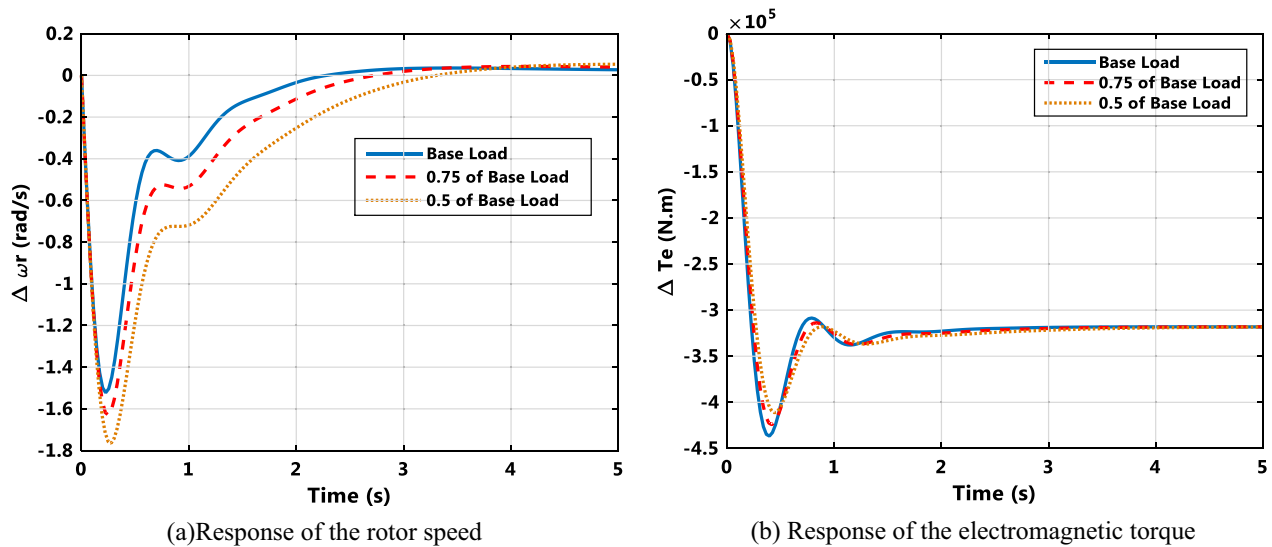 0.2
0
-0.2
-0.4
-0.6
-0.8
-1
-1.2
-1.4
-1.6
-1.8
Δ ωr (rad/s)
Base Load
0.75 of Base Load
0.5 of Base Load
0 1 2 3 4 5
Time (s)
(a)Response of the rotor speed
×10⁵
0
-0.5
-1
-1.5
-2
-2.5
-3
-3.5
-4
-4.5
Δ Te (N.m)
Base Load
0.75 of Base Load
0.5 of Base Load
0 1 2 3 4 5
Time (s)
(b) Response of the electromagnetic torque